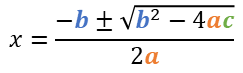 x = (−b ± √(b² − 4ac)) / 2a